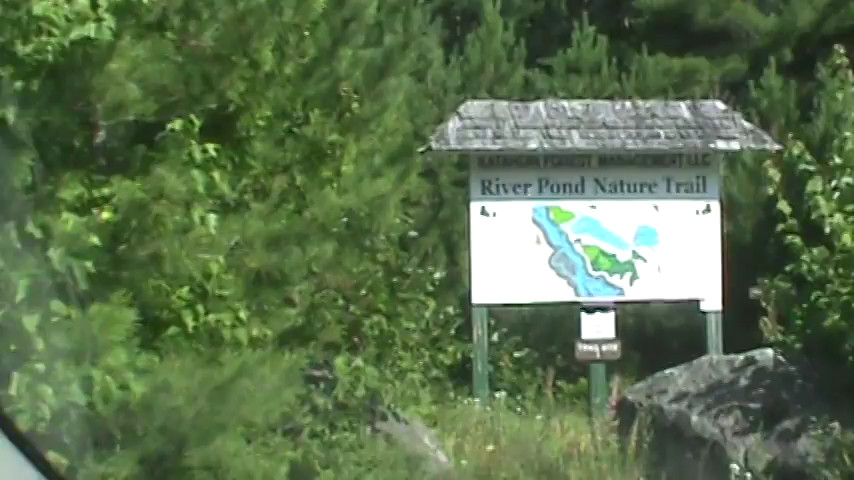 KATAHDIN FOREST MANAGEMENT LLC
River Pond Nature Trail